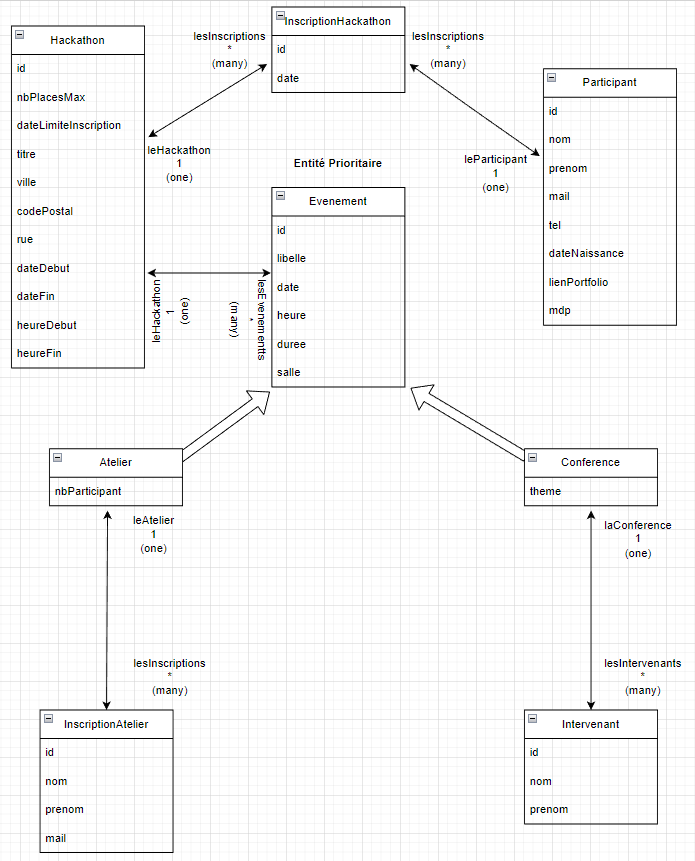 InscriptionHackathon
id
date
lesInscriptions
*
(many)
lesInscriptions
*
(many)
Hackathon
id
nbPlacesMax
dateLimiteInscription
titre
ville
codePostal
rue
dateDebut
dateFin
heureDebut
heureFin
leHackathon
1
(one)
Participant
id
nom
prenom
mail
tel
dateNaissance
lienPortfolio
mdp
leParticipant
1
(one)
Entité Prioritaire
Evenement
id
libelle
date
heure
duree
salle
leHackathon
1
(one)
lesEvenementts
*
(many)
Atelier
nbParticipant
leAtelier
1
(one)
Conference
theme
laConference
1
(one)
lesInscriptions
*
(many)
lesIntervenants
*
(many)
InscriptionAtelier
id
nom
prenom
mail
Intervenant
id
nom
prenom